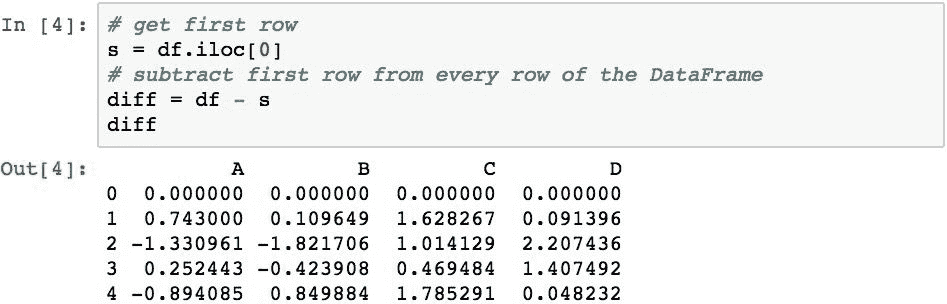 In [4]: # get first row
s = df.iloc[0]
# subtract first row from every row of the DataFrame
diff = df - s
diff
Out[4]: A B C D
0 0.000000 0.000000 0.000000 0.000000
1 0.743000 0.109649 1.628267 0.091396
2 -1.330961 -1.821706 1.014129 2.207436
3 0.252443 -0.423908 0.469484 1.407492
4 -0.894085 0.849884 1.785291 0.048232